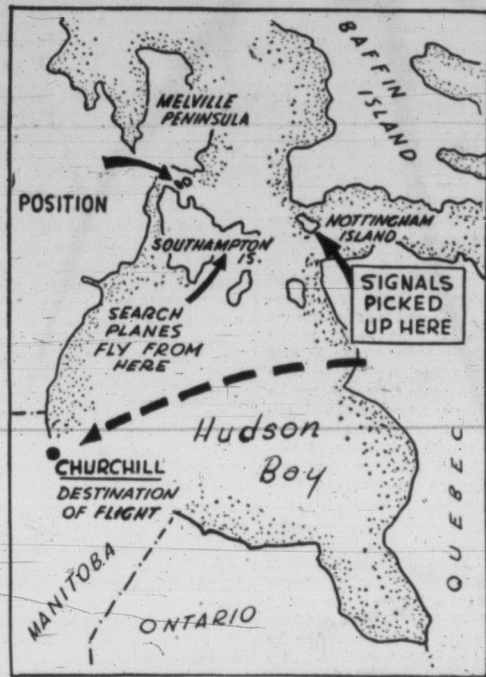 BAFFIN
ISLAND
MELVILLE
PENINSULA
POSITION
SOUTHAMPTON
IS.
NOTTINGHAM
ISLAND
SIGNALS
PICKED
UP HERE
SEARCH
PLANES
FLY FROM
HERE
Hudson
Bay
CHURCHILL
DESTINATION
OF FLIGHT
QUEBEC
MANITOBA
ONTARIO